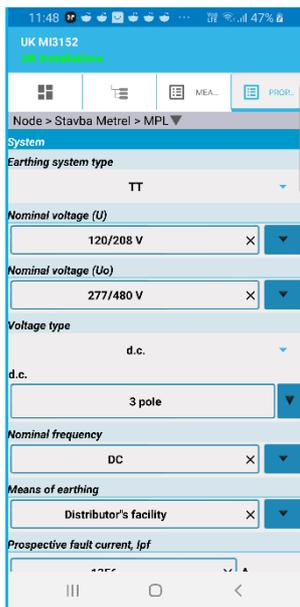 11:48
47%
UK MI3152
UK Installations
MEA...
PROP...
Node > Stavba Metrel > MPL
System
Earthing system type
TT
Nominal voltage (U)
120/208 V
Nominal voltage (Uo)
277/480 V
Voltage type
d.c.
d.c.
3 pole
Nominal frequency
DC
Means of earthing
Distributor"s facility
Prospective fault current, Ipf